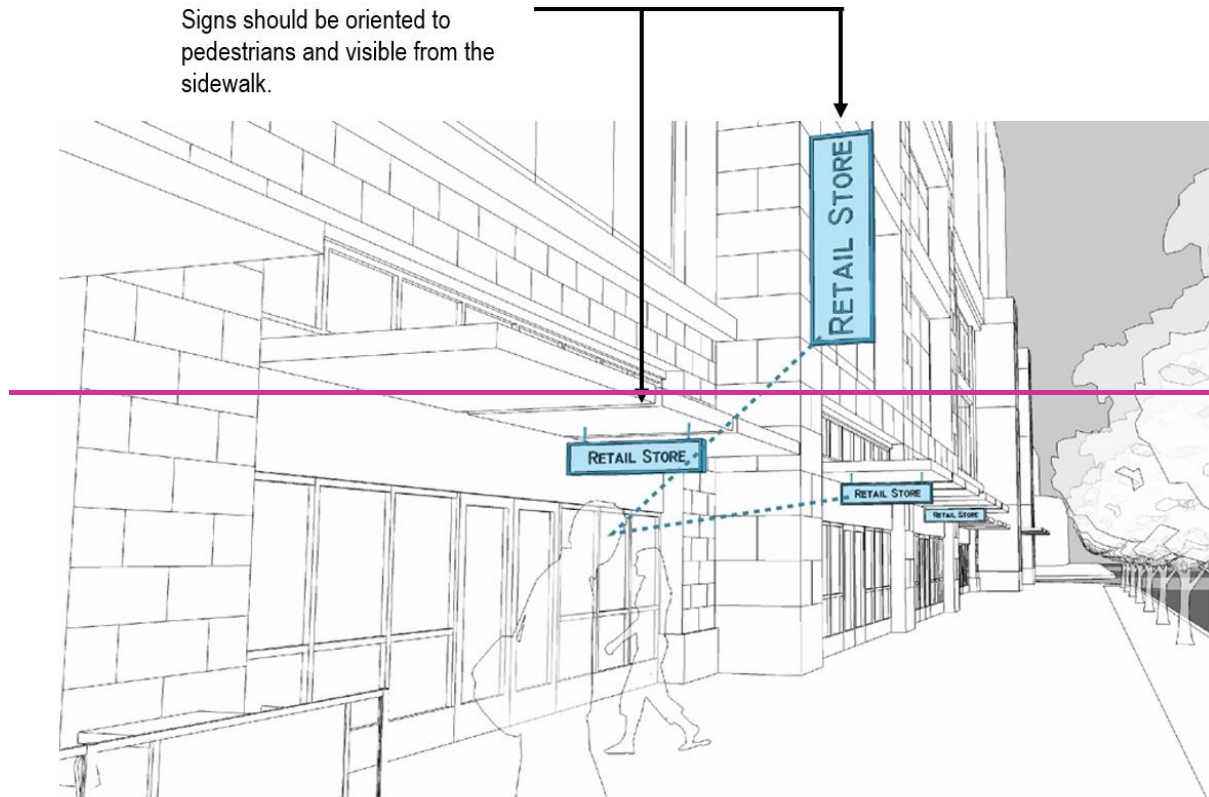 Signs should be oriented to
pedestrians and visible from the
sidewalk.
RETAIL STORE
RETAIL STORE
RETAIL STORE
RETAIL STORE